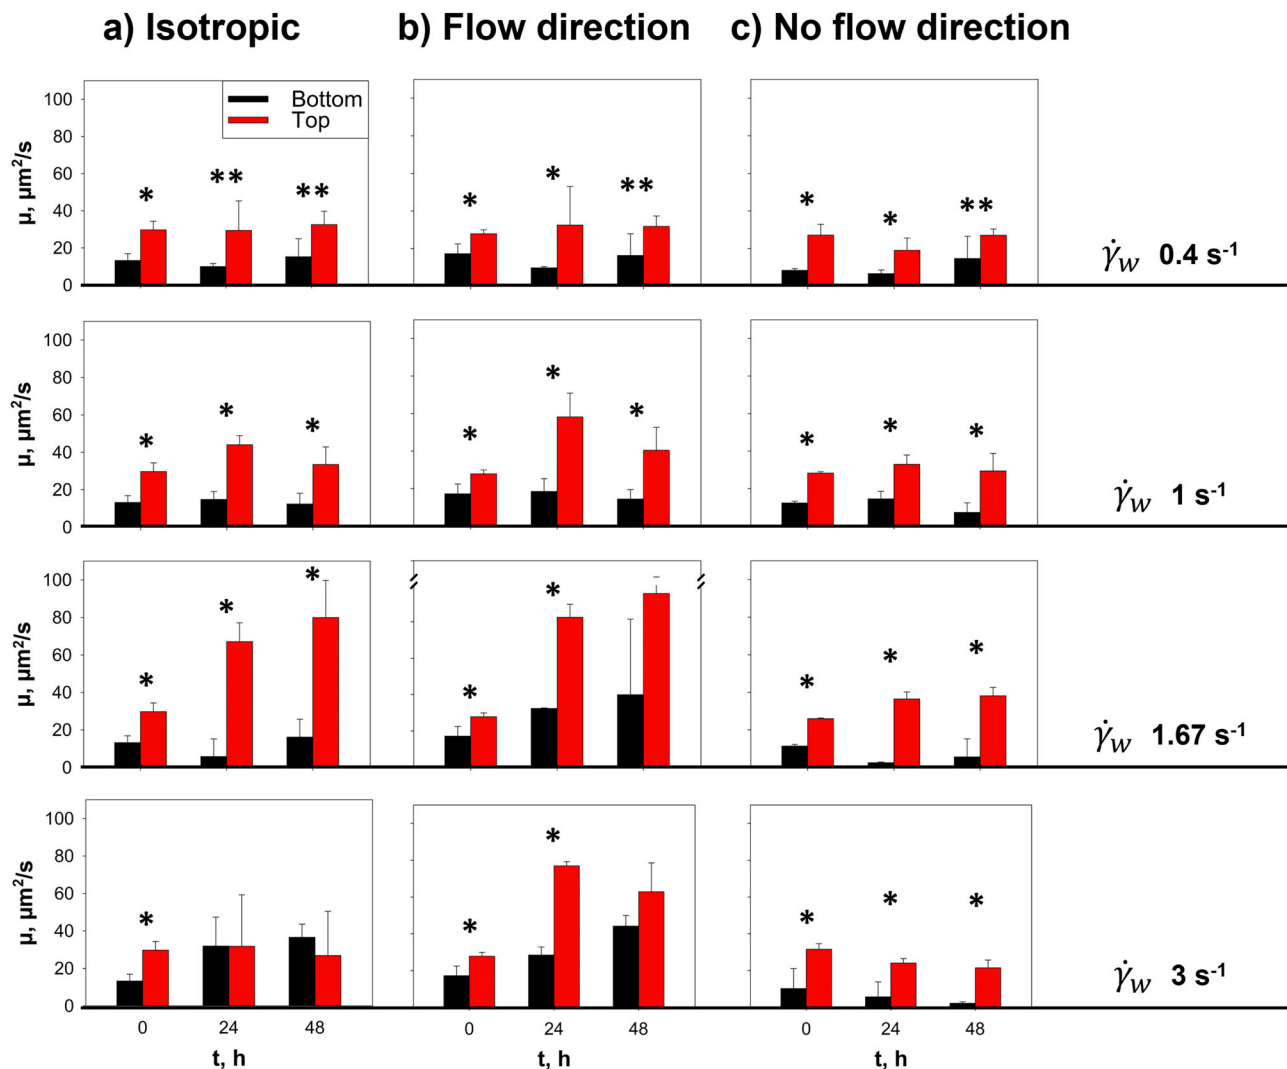 a) Isotropic b) Flow direction c) No flow direction
Bottom
Top
μ, μm²/s
100
80
60
40
20
0
* ** **
* * **
* * **
γ̇w 0.4 s⁻¹
μ, μm²/s
100
80
60
40
20
0
* * *
* * *
* * *
γ̇w 1 s⁻¹
μ, μm²/s
100
80
60
40
20
0
* * *
* *
* * *
γ̇w 1.67 s⁻¹
μ, μm²/s
100
80
60
40
20
0
*
* *
* * *
γ̇w 3 s⁻¹
0 24 48 0 24 48 0 24 48
t, h t, h t, h